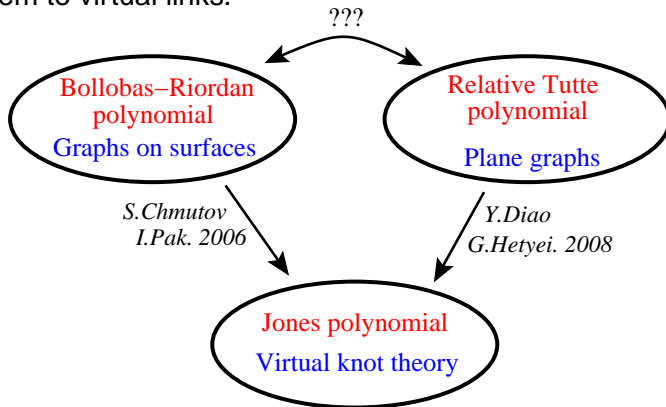 em to virtual links.
???
Bollobas–Riordan
polynomial
Graphs on surfaces
Relative Tutte
polynomial
Plane graphs
S.Chmutov
I.Pak. 2006
Y.Diao
G.Hetyei. 2008
Jones polynomial
Virtual knot theory